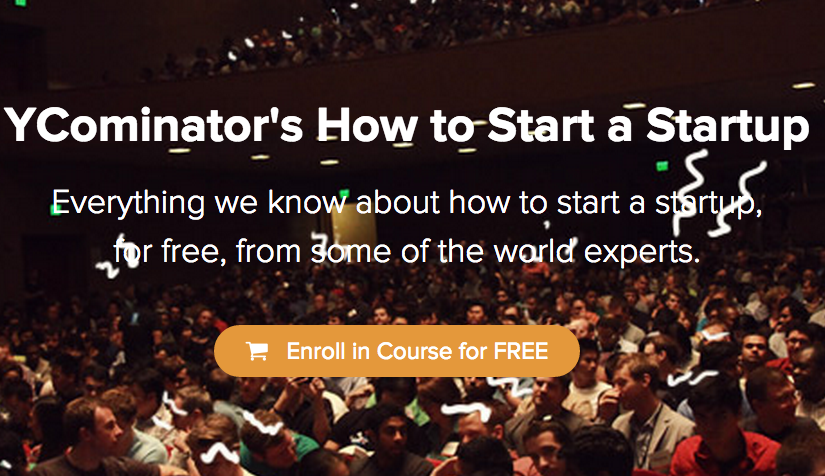 YCominator's How to Start a Startup
Everything we know about how to start a startup,
for free, from some of the world experts.
Enroll in Course for FREE